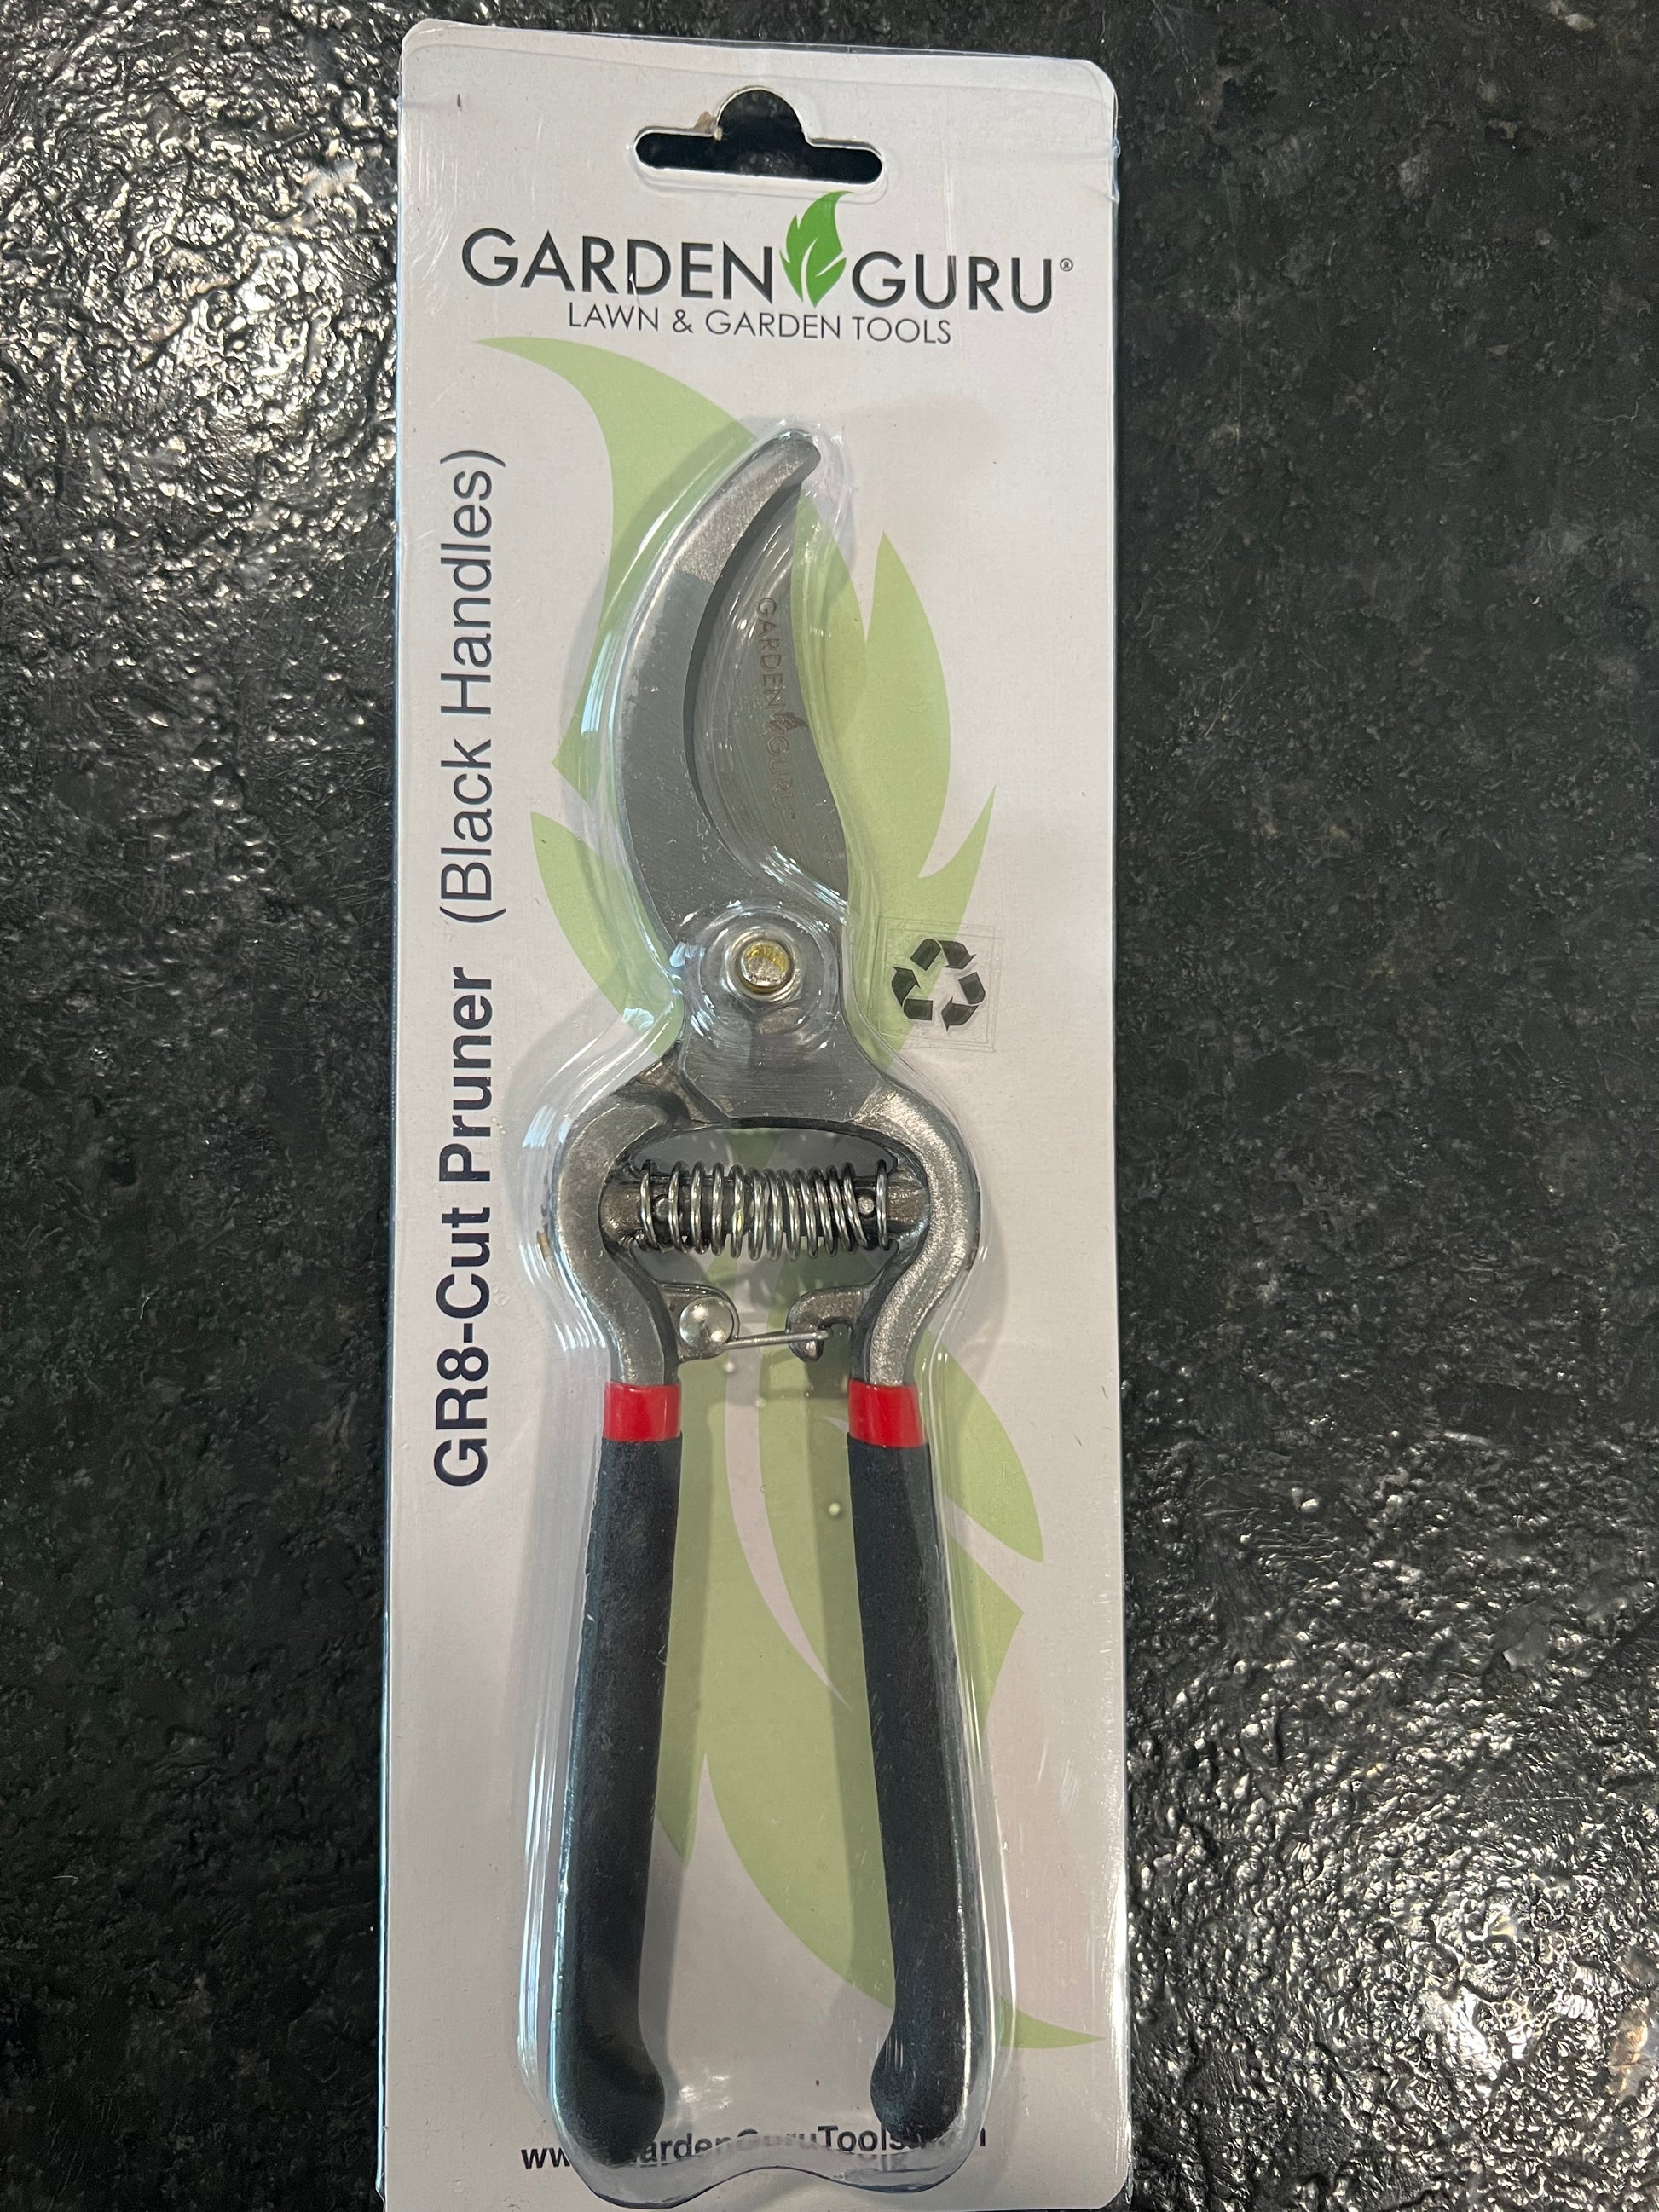 GARDEN GURU®
LAWN & GARDEN TOOLS
GR8-Cut Pruner (Black Handles)
GARDEN GURU